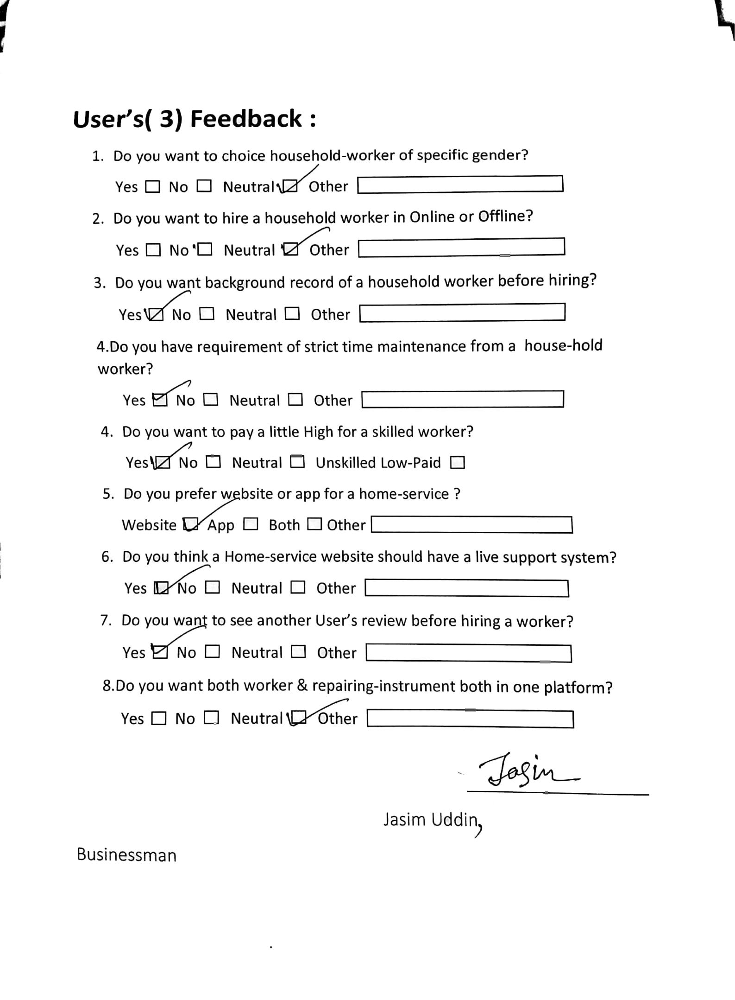 User's( 3) Feedback :
1. Do you want to choice household-worker of specific gender?
Yes ☐ No ☐ Neutral ☑ Other
2. Do you want to hire a household worker in Online or Offline?
Yes ☐ No ☐ Neutral ☑ Other
3. Do you want background record of a household worker before hiring?
Yes ☑ No ☐ Neutral ☐ Other
4.Do you have requirement of strict time maintenance from a house-hold
worker?
Yes ☑ No ☐ Neutral ☐ Other
4. Do you want to pay a little High for a skilled worker?
Yes ☑ No ☐ Neutral ☐ Unskilled Low-Paid ☐
5. Do you prefer website or app for a home-service ?
Website ☑ App ☐ Both ☐ Other
6. Do you think a Home-service website should have a live support system?
Yes ☑ No ☐ Neutral ☐ Other
7. Do you want to see another User's review before hiring a worker?
Yes ☑ No ☐ Neutral ☐ Other
8.Do you want both worker & repairing-instrument both in one platform?
Yes ☐ No ☐ Neutral ☑ Other
Jasim
Jasim Uddin,
Businessman